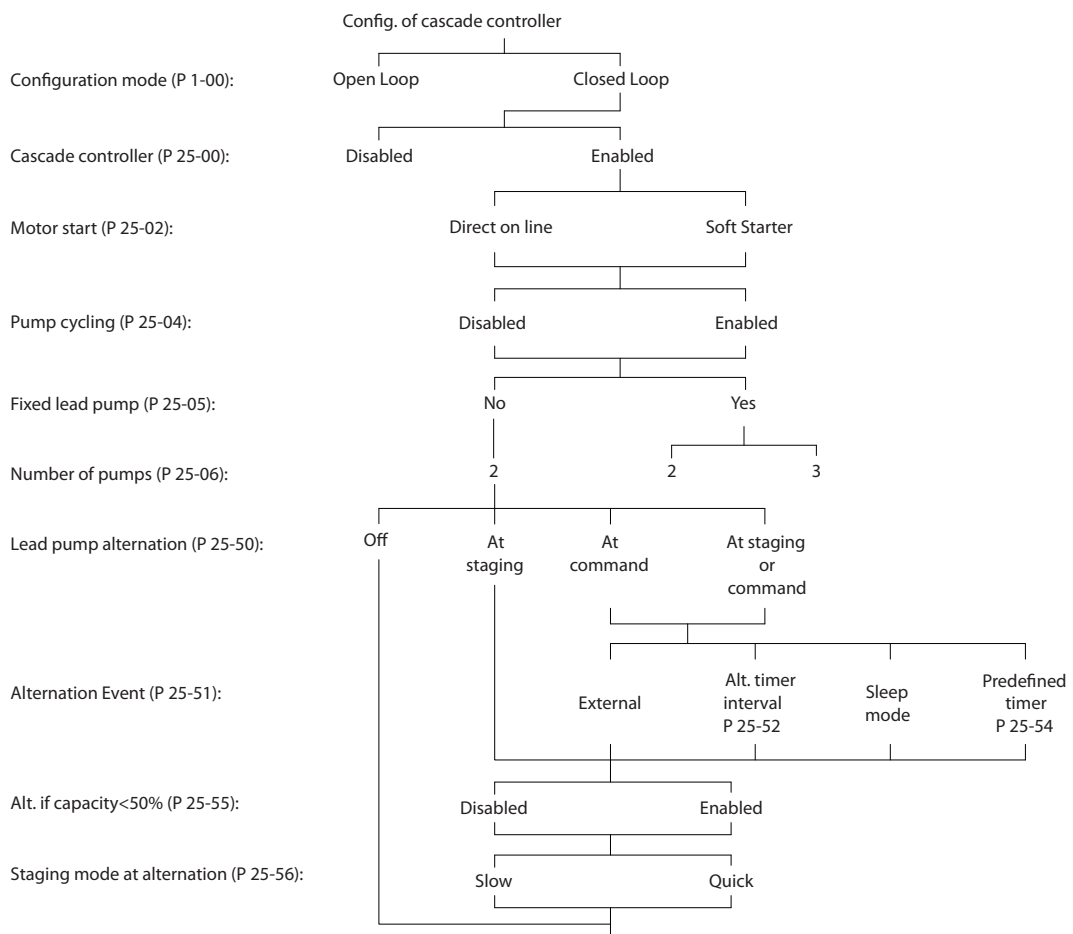 Config. of cascade controller
Configuration mode (P 1-00):
Open Loop
Closed Loop
Cascade controller (P 25-00):
Disabled
Enabled
Motor start (P 25-02):
Direct on line
Soft Starter
Pump cycling (P 25-04):
Disabled
Enabled
Fixed lead pump (P 25-05):
No
Yes
Number of pumps (P 25-06):
2
2
3
Lead pump alternation (P 25-50):
Off
At
staging
At
command
At staging
or
command
Alternation Event (P 25-51):
External
Alt. timer
interval
P 25-52
Sleep
mode
Predefined
timer
P 25-54
Alt. if capacity<50% (P 25-55):
Disabled
Enabled
Staging mode at alternation (P 25-56):
Slow
Quick